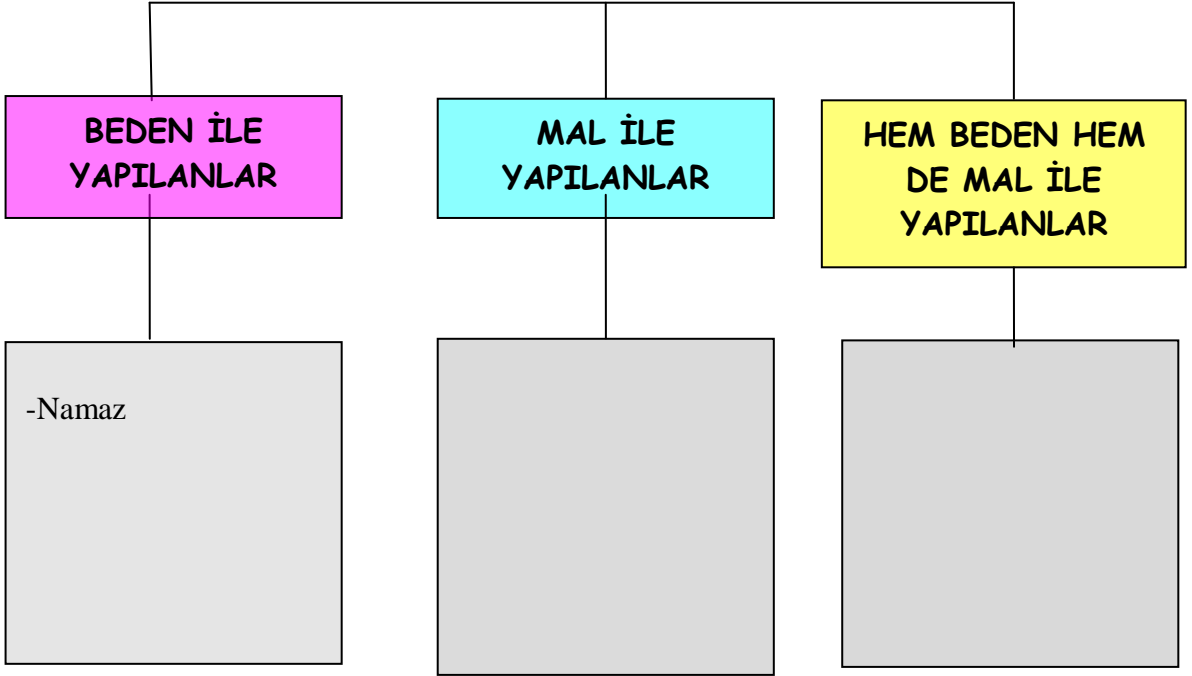 BEDEN İLE
YAPILANLAR
MAL İLE
YAPILANLAR
HEM BEDEN HEM
DE MAL İLE
YAPILANLAR
-Namaz